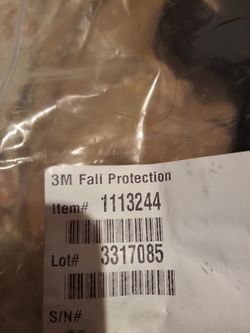 3M Fall Protection
Item# 1113244
Lot# 3317085
S/N#